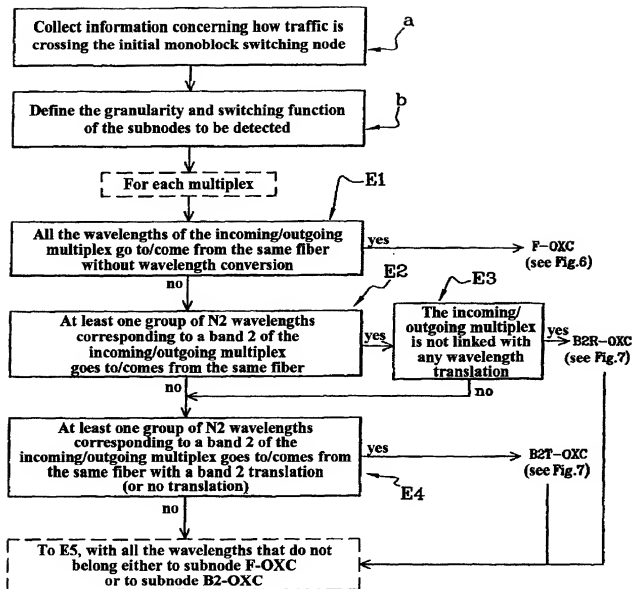 Collect information concerning how traffic is
crossing the initial monoblock switching node
a
Define the granularity and switching function
of the subnodes to be detected
b
For each multiplex
E1
All the wavelengths of the incoming/outgoing
multiplex go to/come from the same fiber
without wavelength conversion
yes
F-OXC
(see Fig.6)
no
E2
E3
At least one group of N2 wavelengths
corresponding to a band 2 of the
incoming/outgoing multiplex
goes to/comes from the same fiber
yes
The incoming/
outgoing multiplex
is not linked with
any wavelength
translation
yes
B2R-OXC
(see Fig.7)
no
no
At least one group of N2 wavelengths
corresponding to a band 2 of the
incoming/outgoing multiplex goes to/comes from
the same fiber with a band 2 translation
(or no translation)
yes
B2T-OXC
(see Fig.7)
E4
no
To E5, with all the wavelengths that do not
belong either to subnode F-OXC
or to subnode B2-OXC